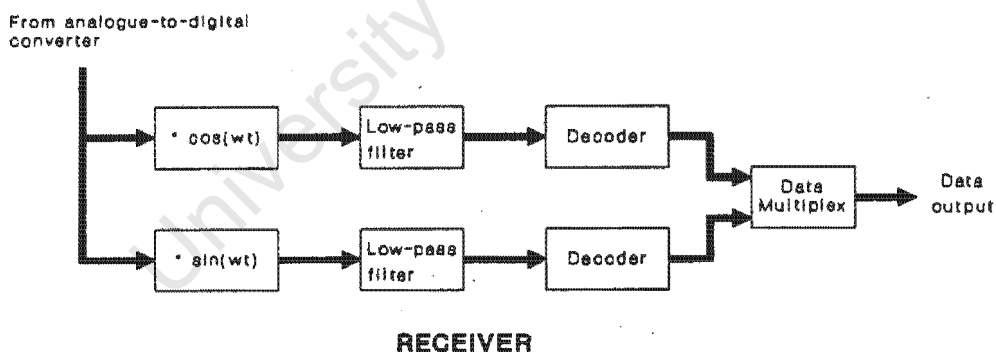 From analogue-to-digital
converter
* cos(wt)
Low-pass
filter
Decoder
Data
Multiplex
Data
output
* sin(wt)
Low-pass
filter
Decoder
RECEIVER
University